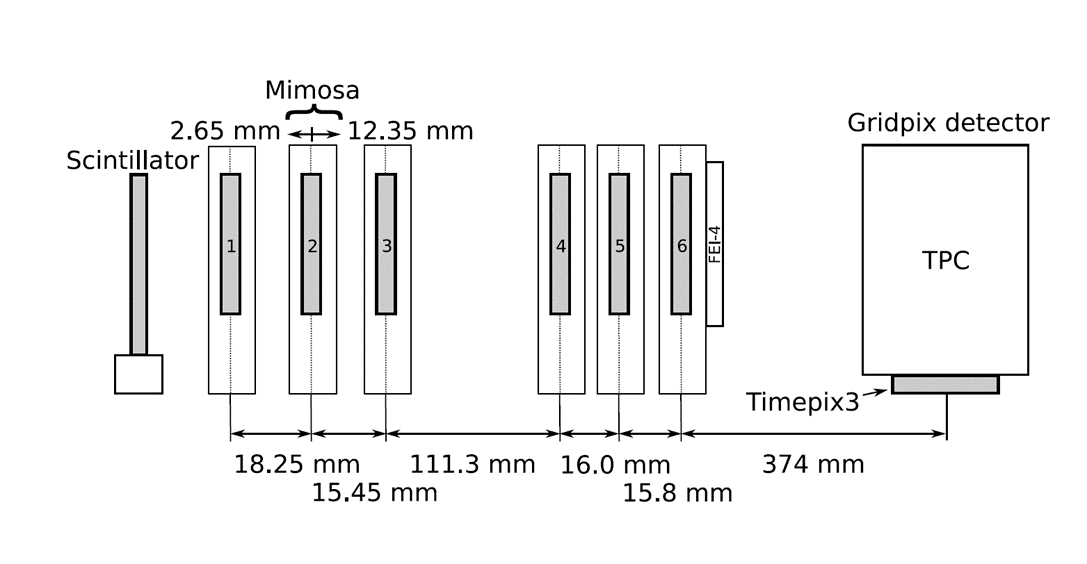 Mimosa
2.65 mm 12.35 mm
Gridpix detector
Scintillator
1 2 3 4 5 6
FEI-4
TPC
Timepix3
18.25 mm 111.3 mm 16.0 mm 374 mm
15.45 mm 15.8 mm